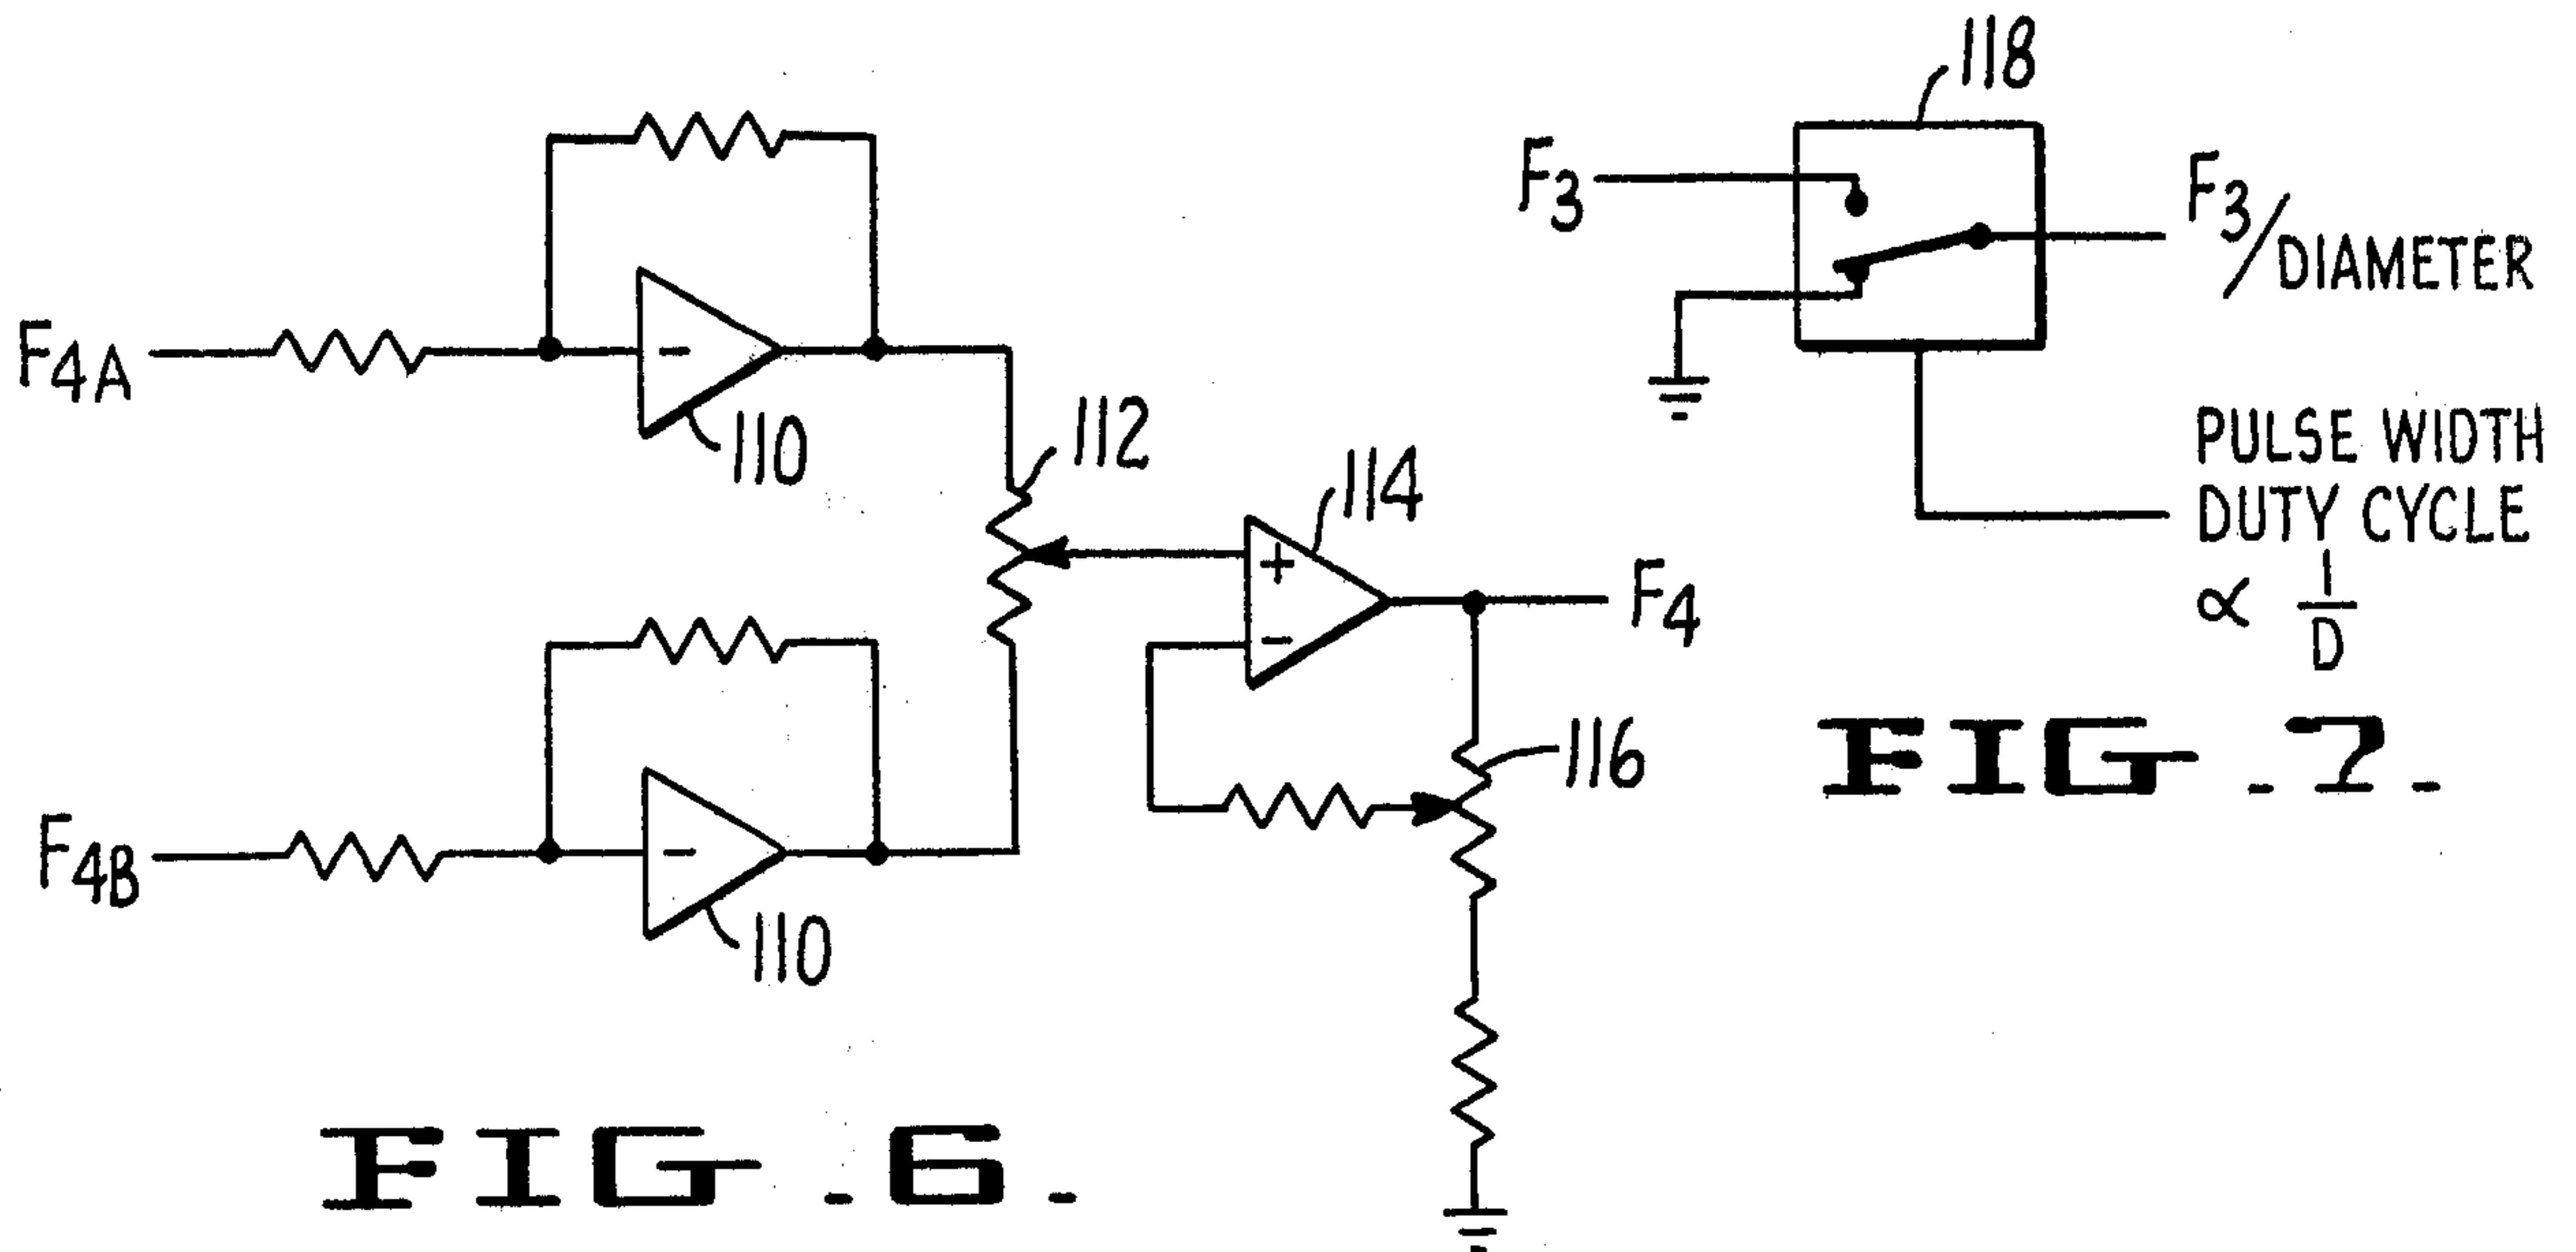 F4A
-
110
112
F4B
-
110
+
-
114
F4
116
FIG. 6.
118
F3
F3/DIAMETER
PULSE WIDTH
DUTY CYCLE
∝ 1/D
FIG. 7.